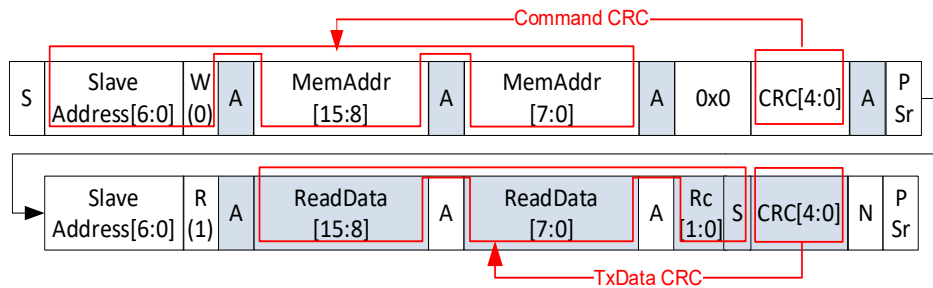 Command CRC
S Slave Address[6:0] W (0) A MemAddr [15:8] A MemAddr [7:0] A 0x0 CRC[4:0] A P Sr
Slave Address[6:0] R (1) A ReadData [15:8] A ReadData [7:0] A Rc [1:0] S CRC[4:0] N P Sr
TxData CRC